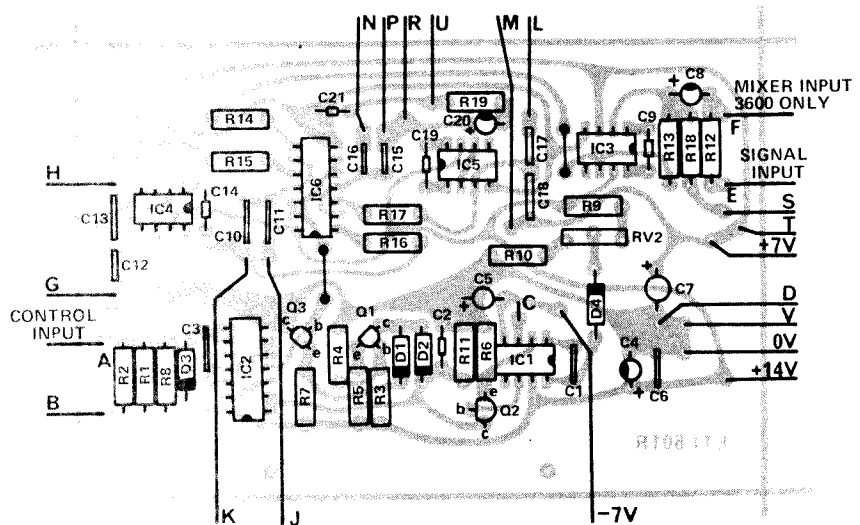 N P R U M L
C21
R19
C8
MIXER INPUT
3600 ONLY
R14
C20
C9
F
C19
C17
R13
R18
R12
R15
C16
C15
IC5
IC3
SIGNAL
INPUT
H
IC6
C18
E
C14
S
C13
IC4
C10
C11
R17
R9
T
R16
RV2
+7V
C12
R10
G
C5
C7
D
CONTROL
INPUT
Q3
Q1
C
D4
V
c b e
c b e
C2
C4
0V
A
C3
R2
R1
R8
D3
IC2
R4
D1
D2
R11
R6
IC1
+14V
B
R7
R5
R3
C1
C6
e
b
Q2
c
ETI 601R
K J
-7V